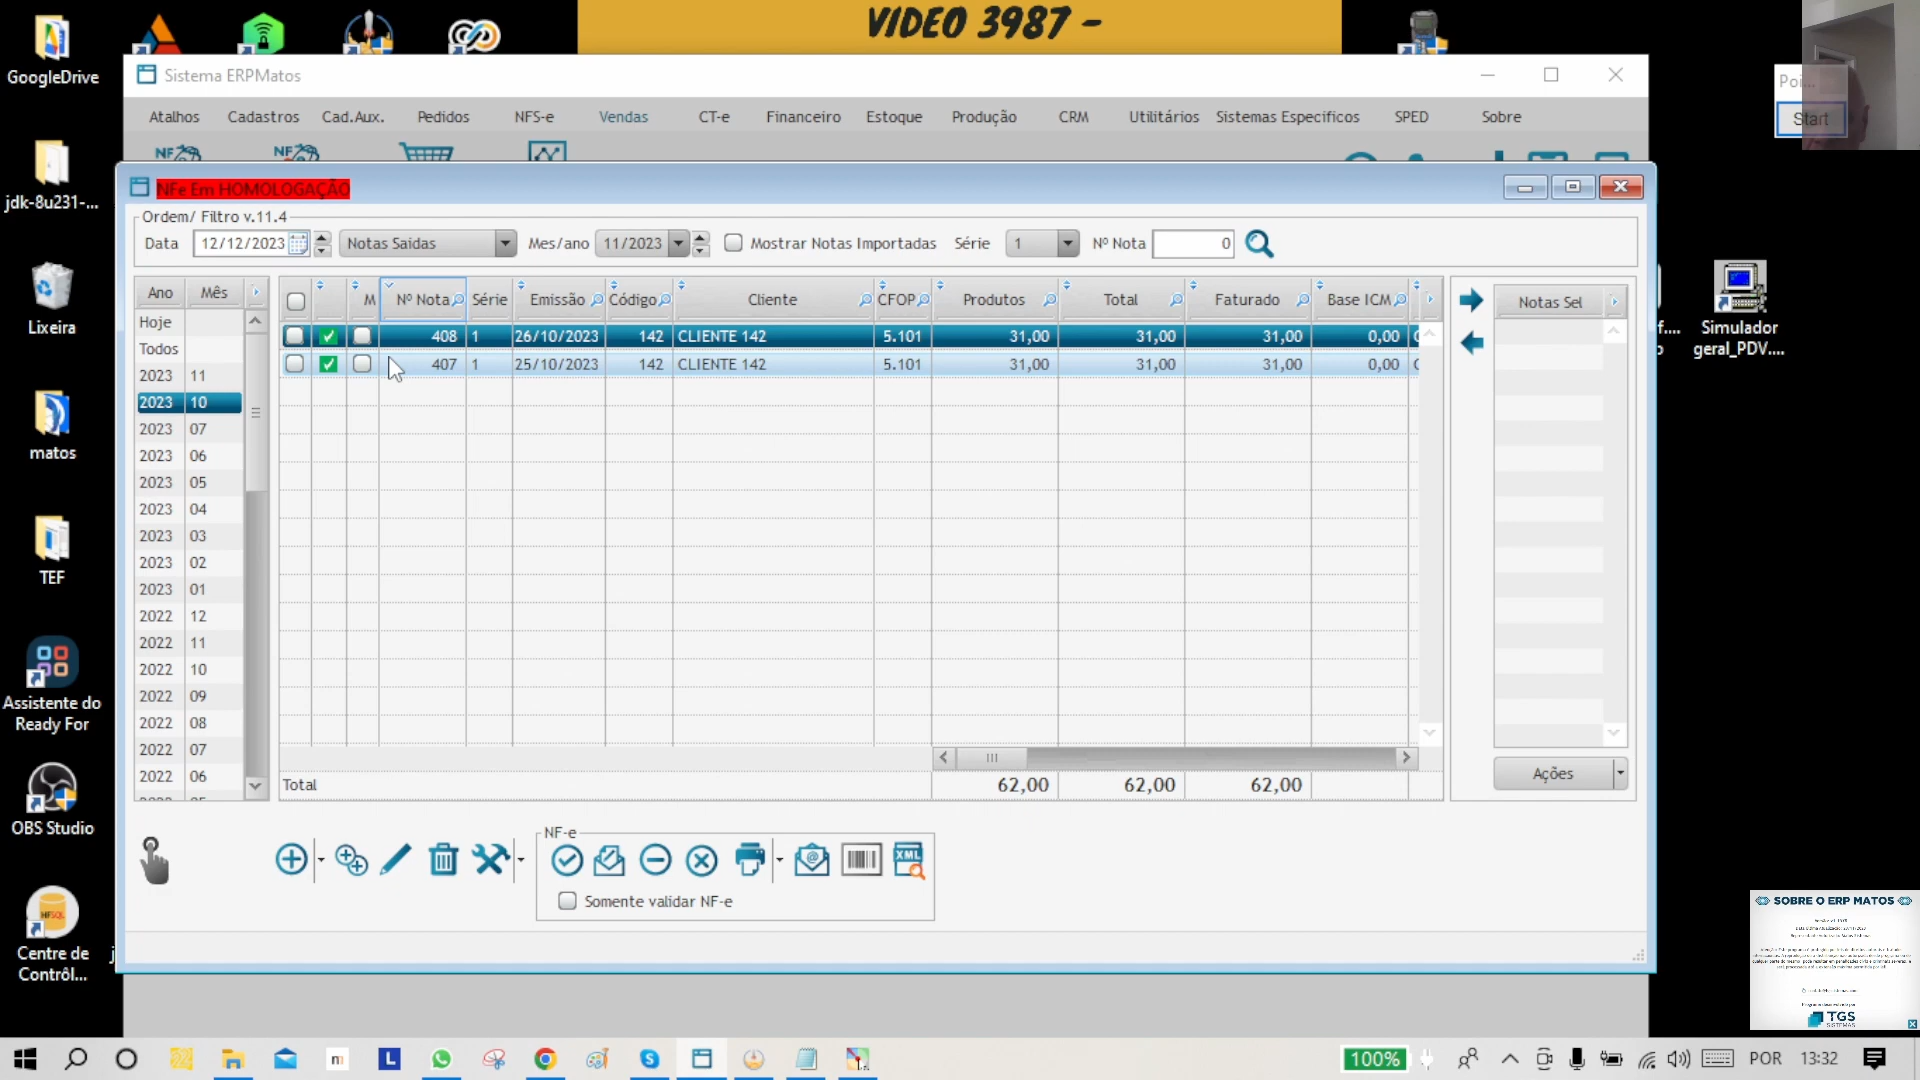 VIDEO 3987 -
GoogleDrive
jdk-8u231-...
Lixeira
matos
TEF
Assistente do
Ready For
OBS Studio
Centre de
Contrôl...
Sistema ERPMatos
Atalhos Cadastros Cad.Aux. Pedidos NFS-e Vendas CT-e Financeiro Estoque Produção CRM Utilitários Sistemas Especificos SPED Sobre
NFe Em HOMOLOGAÇÃO
Ordem/ Filtro v.11.4
Data 12/12/2023 Notas Saidas Mes/ano 11/2023 Mostrar Notas Importadas Série 1 Nº Nota 0
Ano Mês
Hoje
Todos
2023 11
2023 10
2023 07
2023 06
2023 05
2023 04
2023 03
2023 02
2023 01
2022 12
2022 11
2022 10
2022 09
2022 08
2022 07
2022 06
M Nº Nota Série Emissão Código Cliente CFOP Produtos Total Faturado Base ICM
408 1 26/10/2023 142 CLIENTE 142 5.101 31,00 31,00 31,00 0,00
407 1 25/10/2023 142 CLIENTE 142 5.101 31,00 31,00 31,00 0,00
Total 62,00 62,00 62,00
Notas Sel
Ações
NF-e
XML
Somente validar NF-e
Poi...
Start
Simulador
geral_PDV....
SOBRE O ERP MATOS
TGS
SISTEMAS
100% POR 13:32